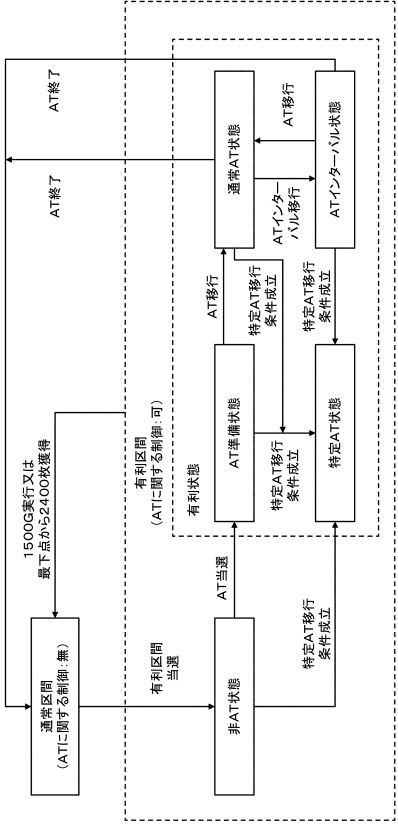 通常区間
(ATに関する制御:無)
1500G実行又は
最下点から2400枚獲得
AT終了
AT終了
有利区間
当選
有利区間
(ATに関する制御:可)
有利状態
非AT状態
AT当選
AT準備状態
AT移行
通常AT状態
特定AT移行
条件成立
特定AT移行
条件成立
ATインター
バル移行
AT移行
特定AT移行
条件成立
特定AT状態
特定AT移行
条件成立
ATインターバル状態